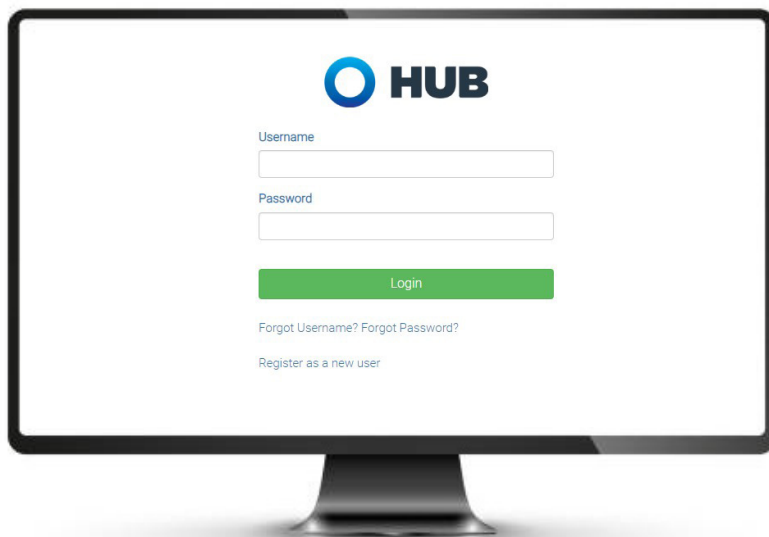 HUB
Username
Password
Login
Forgot Username? Forgot Password?
Register as a new user